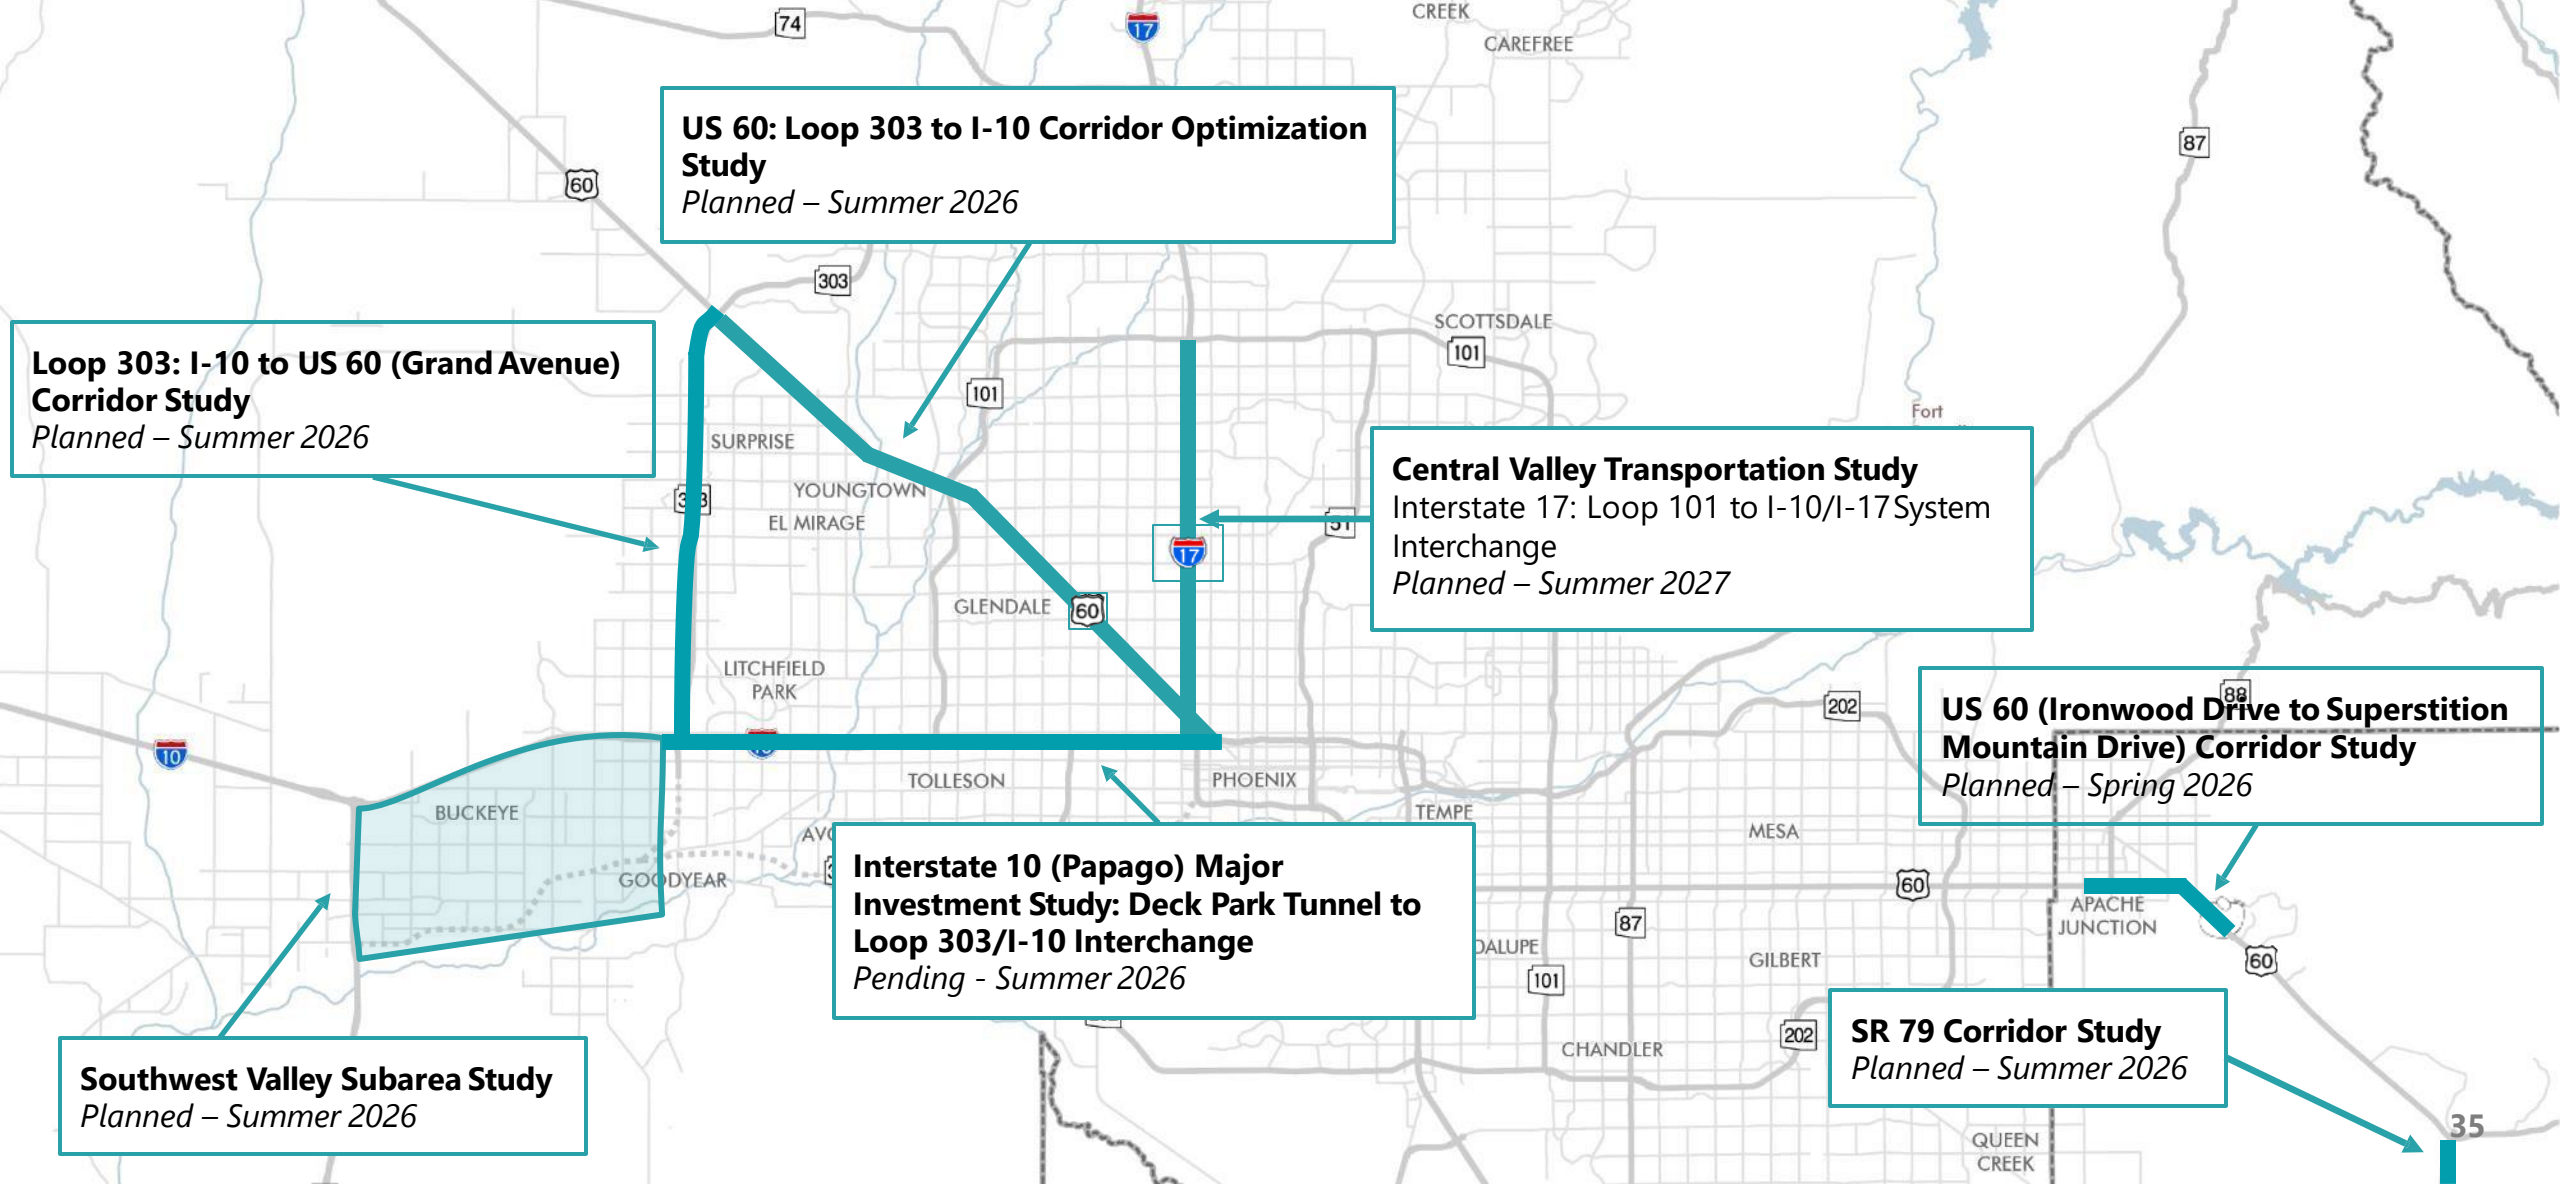 CREEK
74
17
CAREFREE
US 60: Loop 303 to I-10 Corridor Optimization
Study
Planned – Summer 2026
87
60
303
SCOTTSDALE
101
Loop 303: I-10 to US 60 (Grand Avenue)
Corridor Study
Planned – Summer 2026
101
Fort
SURPRISE
Central Valley Transportation Study
Interstate 17: Loop 101 to I-10/I-17 System
Interchange
Planned – Summer 2027
YOUNGTOWN
EL MIRAGE
51
17
GLENDALE
60
LITCHFIELD
PARK
88
202
US 60 (Ironwood Drive to Superstition
Mountain Drive) Corridor Study
Planned – Spring 2026
10
TOLLESON
PHOENIX
BUCKEYE
TEMPE
MESA
GOODYEAR
Interstate 10 (Papago) Major
Investment Study: Deck Park Tunnel to
Loop 303/I-10 Interchange
Pending - Summer 2026
60
APACHE
JUNCTION
87
GILBERT
60
101
SR 79 Corridor Study
Planned – Summer 2026
202
CHANDLER
Southwest Valley Subarea Study
Planned – Summer 2026
35
QUEEN
CREEK